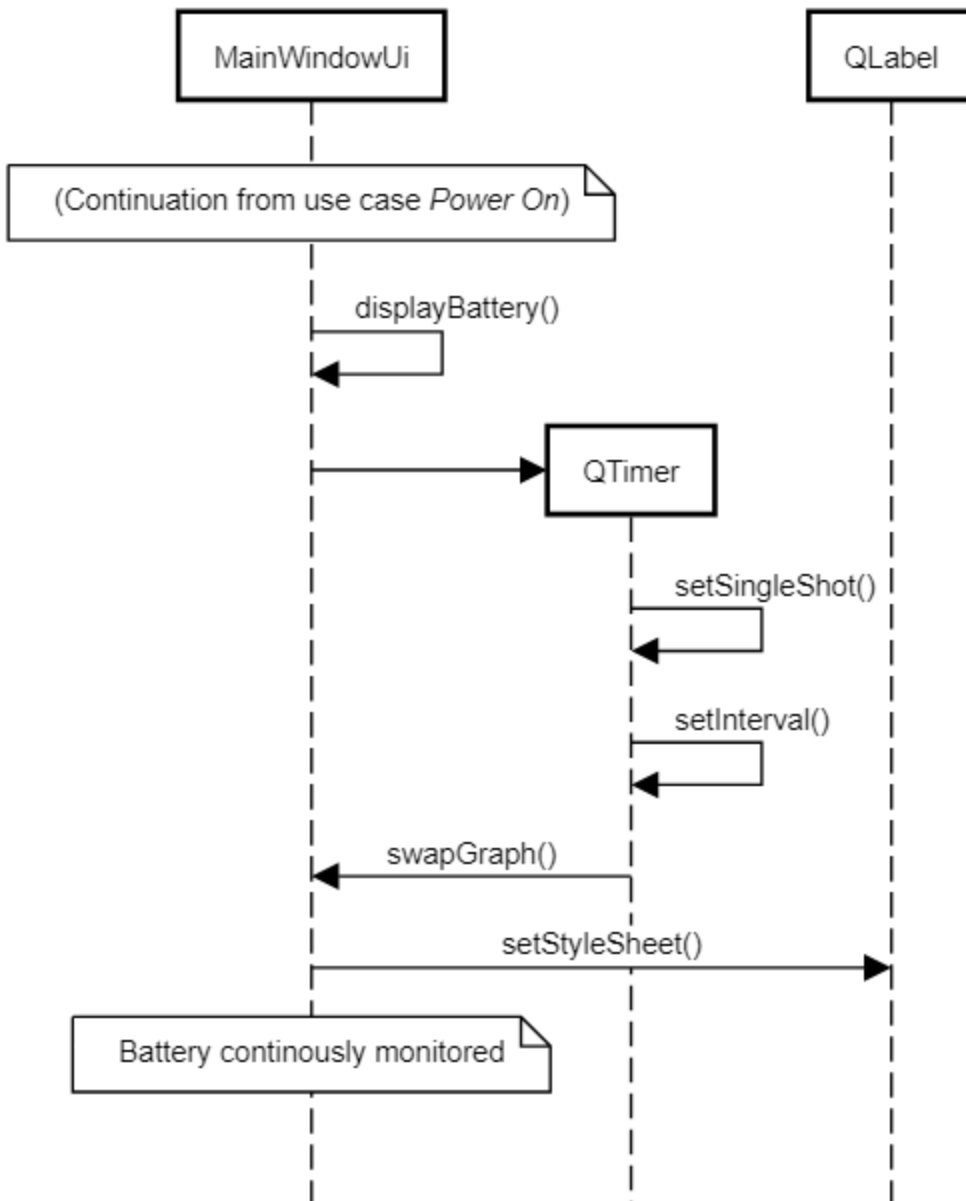 MainWindowUi
QLabel
(Continuation from use case Power On)
displayBattery()
QTimer
setSingleShot()
setInterval()
swapGraph()
setStyleSheet()
Battery continously monitored